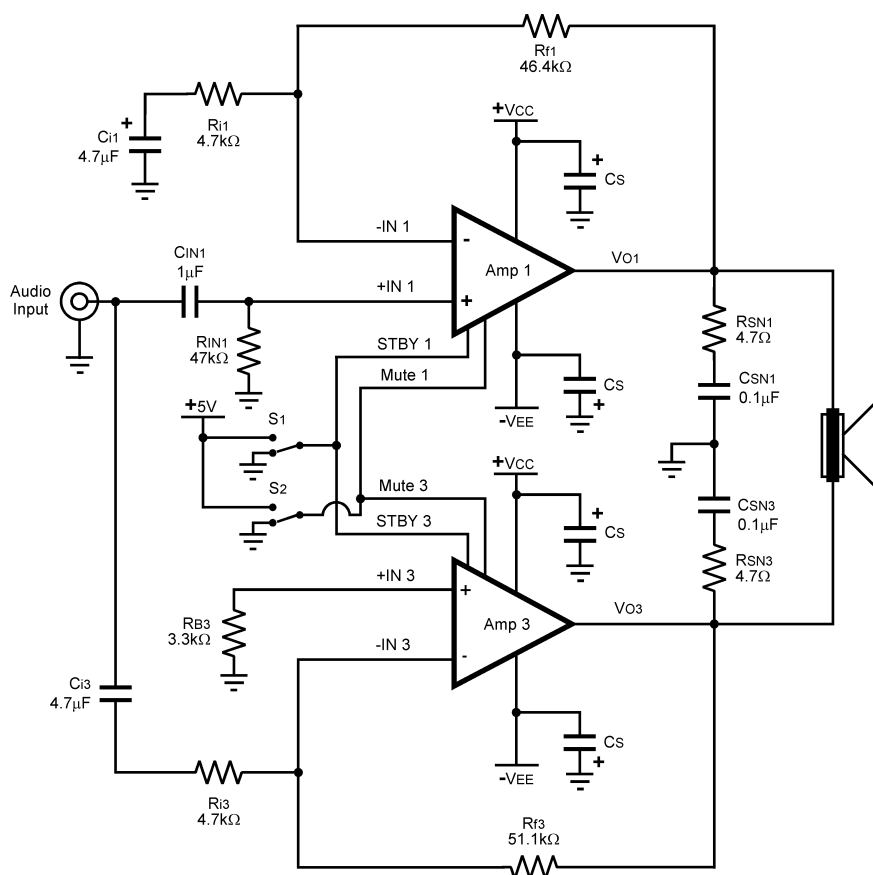 Rf1
46.4kΩ
+VCC
Ri1
4.7kΩ
+
Ci1
4.7µF
+
CS
-IN 1
-
CIN1
1µF
Amp 1
VO1
Audio
Input
+IN 1
+
RIN1
47kΩ
STBY 1
RSN1
4.7Ω
Mute 1
CS
+
CSN1
0.1µF
+5V
S1
-VEE
+VCC
S2
Mute 3
+
CS
CSN3
0.1µF
STBY 3
RSN3
4.7Ω
+IN 3
+
RB3
3.3kΩ
Amp 3
VO3
-IN 3
-
Ci3
4.7µF
CS
+
-VEE
Ri3
4.7kΩ
Rf3
51.1kΩ